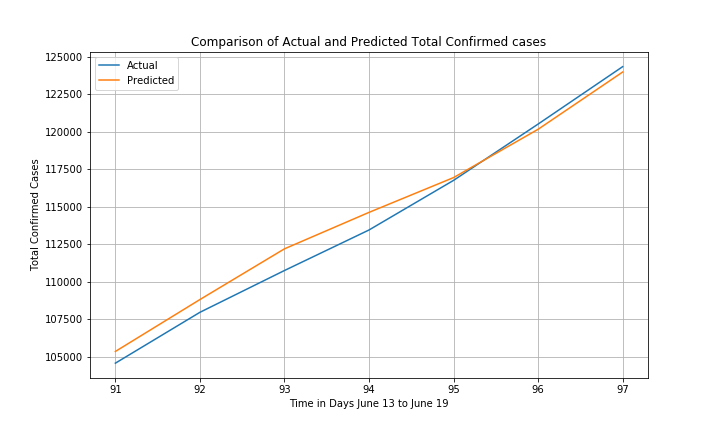 Comparison of Actual and Predicted Total Confirmed cases
Actual
Predicted
Total Confirmed Cases
125000
122500
120000
117500
115000
112500
110000
107500
105000
91 92 93 94 95 96 97
Time in Days June 13 to June 19